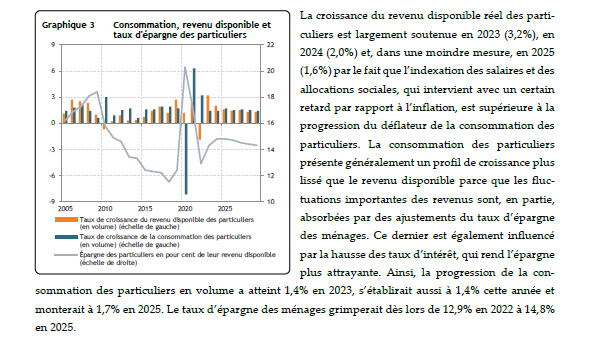 Graphique 3 Consommation, revenu disponible et
taux d'épargne des particuliers
9 22
6 20
3 18
0 16
-3 14
-6 12
-9 10
2005 2010 2015 2020 2025
Taux de croissance du revenu disponible des particuliers
(en volume) (échelle de gauche)
Taux de croissance de la consommation des particuliers
(en volume) (échelle de gauche)
Épargne des particuliers en pour cent de leur revenu disponible
(échelle de droite)
La croissance du revenu disponible réel des parti-
culiers est largement soutenue en 2023 (3,2%), en
2024 (2,0%) et, dans une moindre mesure, en 2025
(1,6%) par le fait que l'indexation des salaires et des
allocations sociales, qui intervient avec un certain
retard par rapport à l'inflation, est supérieure à la
progression du déflateur de la consommation des
particuliers. La consommation des particuliers
présente généralement un profil de croissance plus
lissé que le revenu disponible parce que les fluc-
tuations importantes des revenus sont, en partie,
absorbées par des ajustements du taux d'épargne
des ménages. Ce dernier est également influencé
par la hausse des taux d'intérêt, qui rend l'épargne
plus attrayante. Ainsi, la progression de la con-
sommation des particuliers en volume a atteint 1,4% en 2023, s'établirait aussi à 1,4% cette année et
monterait à 1,7% en 2025. Le taux d'épargne des ménages grimperait dès lors de 12,9% en 2022 à 14,8%
en 2025.